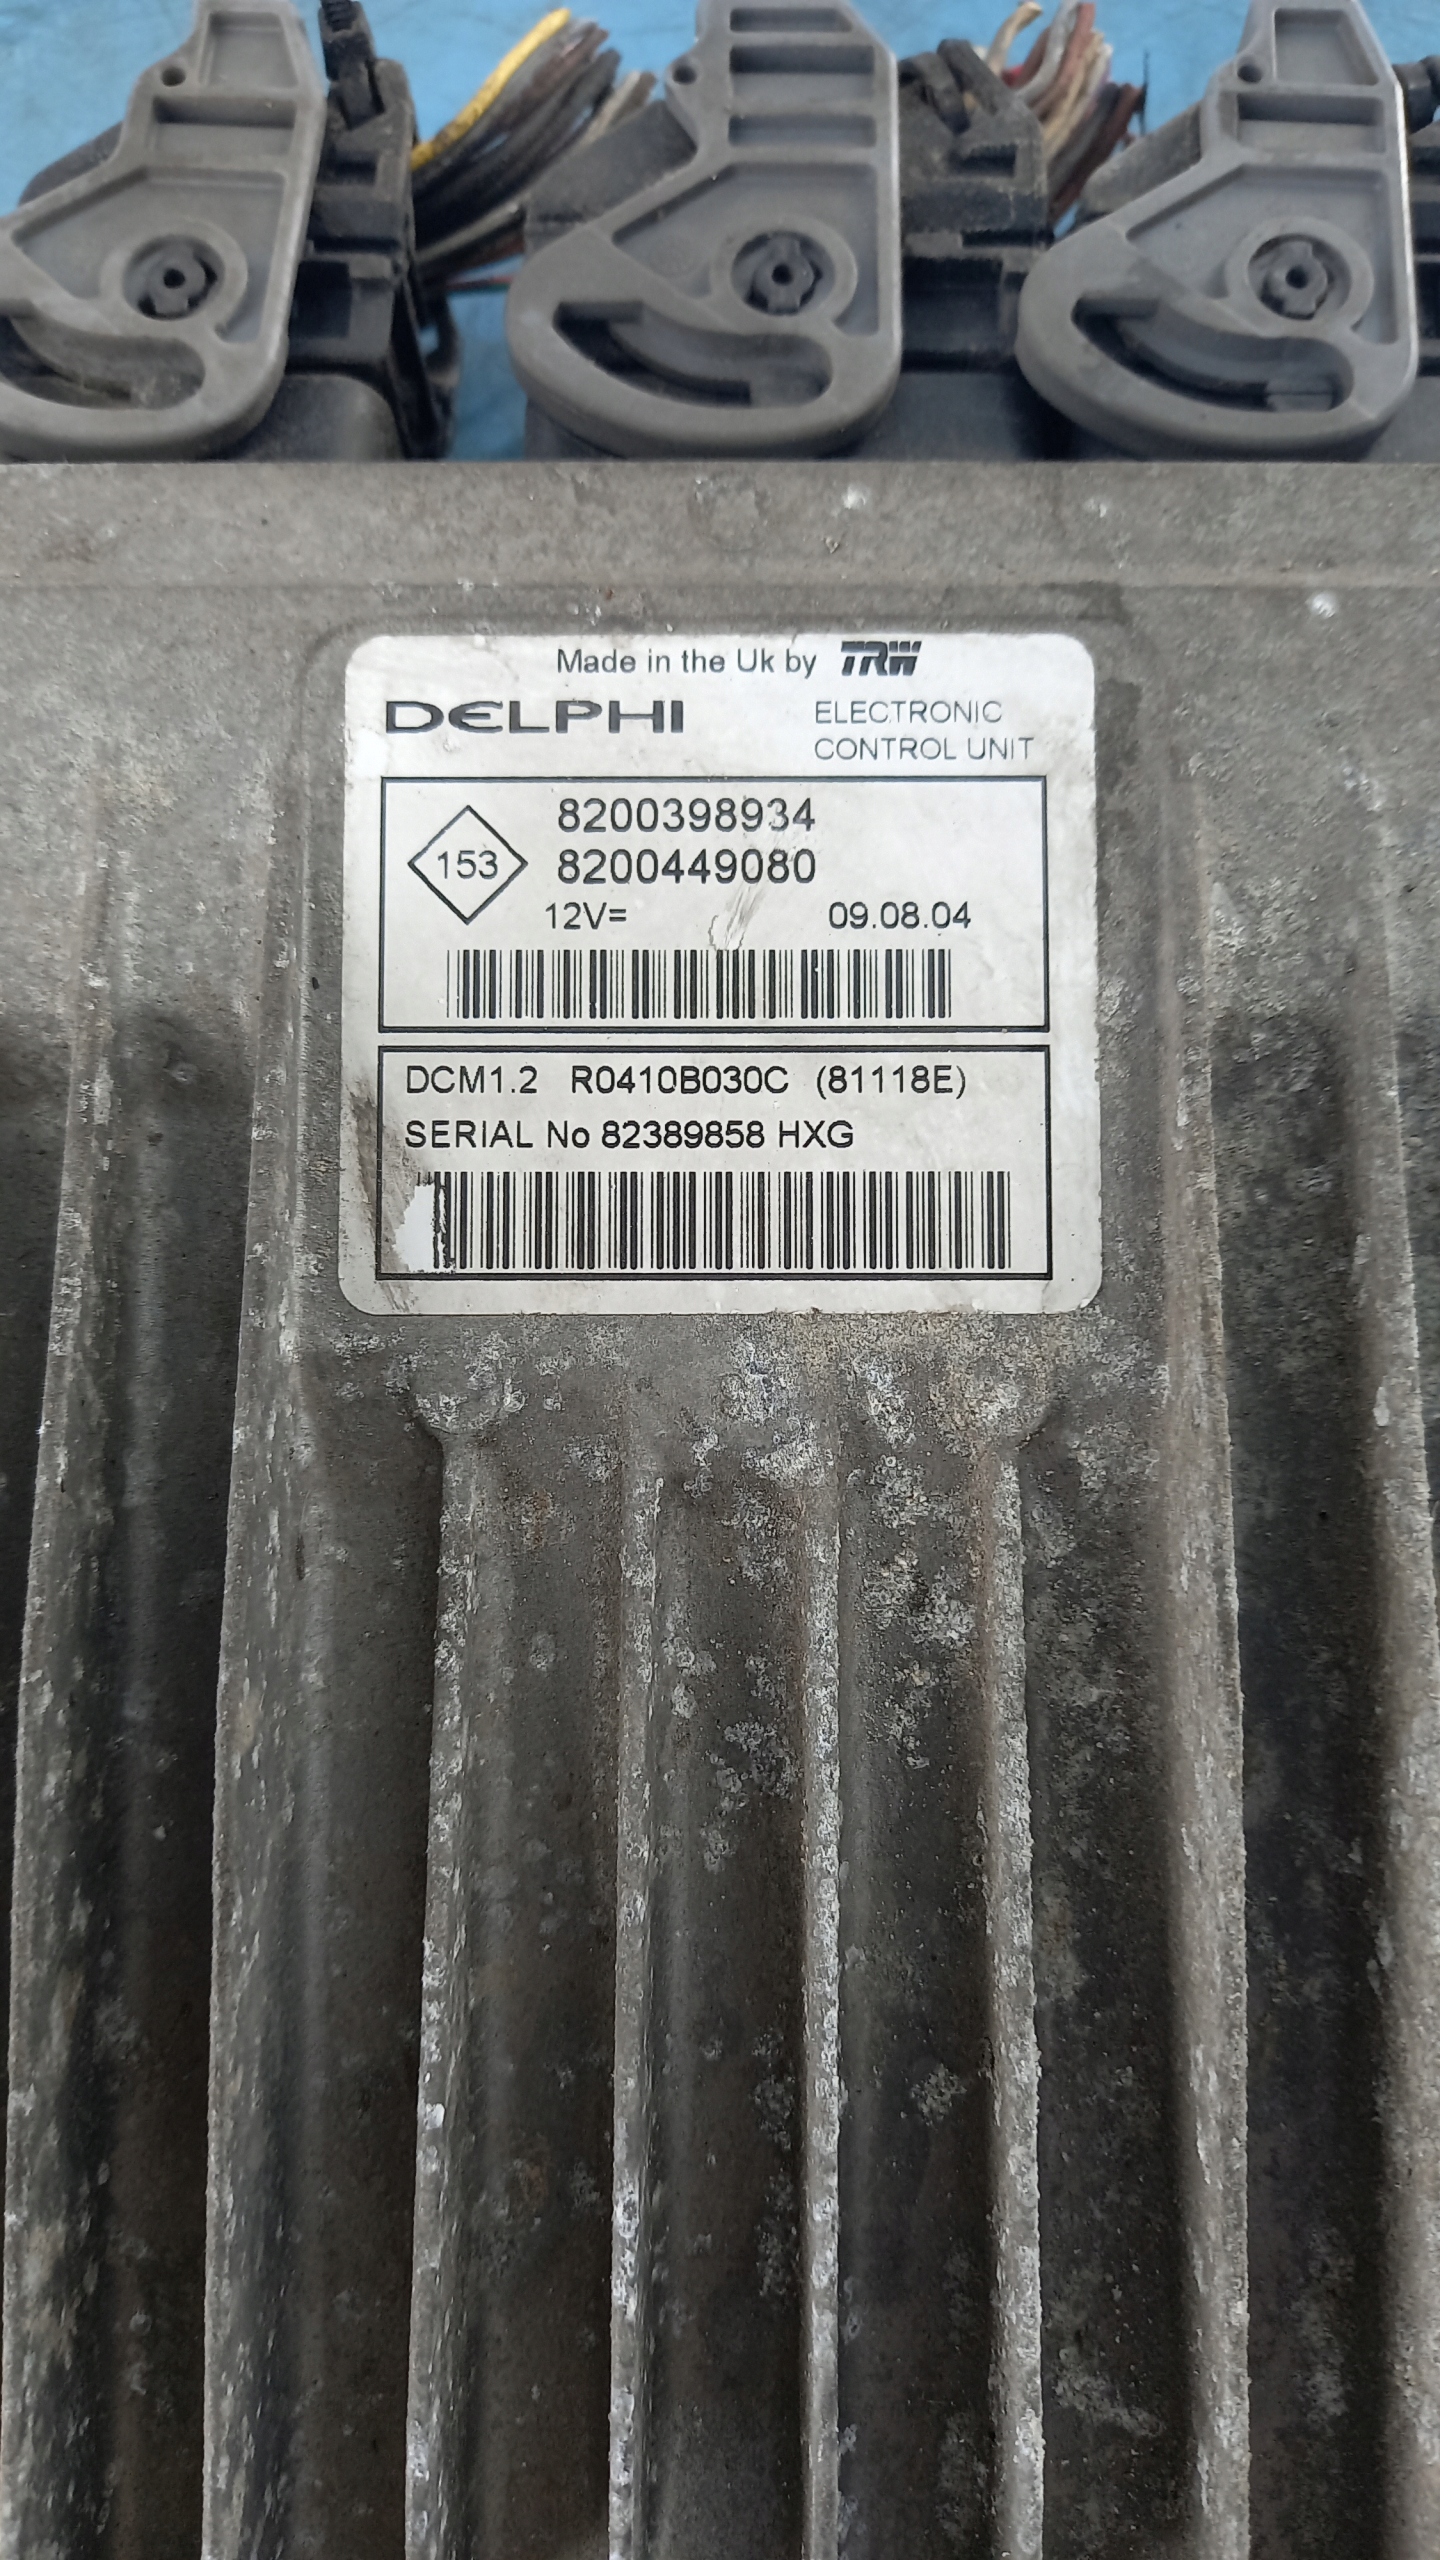 Made in the Uk by TRW
DELPHI ELECTRONIC
CONTROL UNIT
8200398934
153 8200449080
12V= 09.08.04
DCM1.2 R0410B030C (81118E)
SERIAL No 82389858 HXG